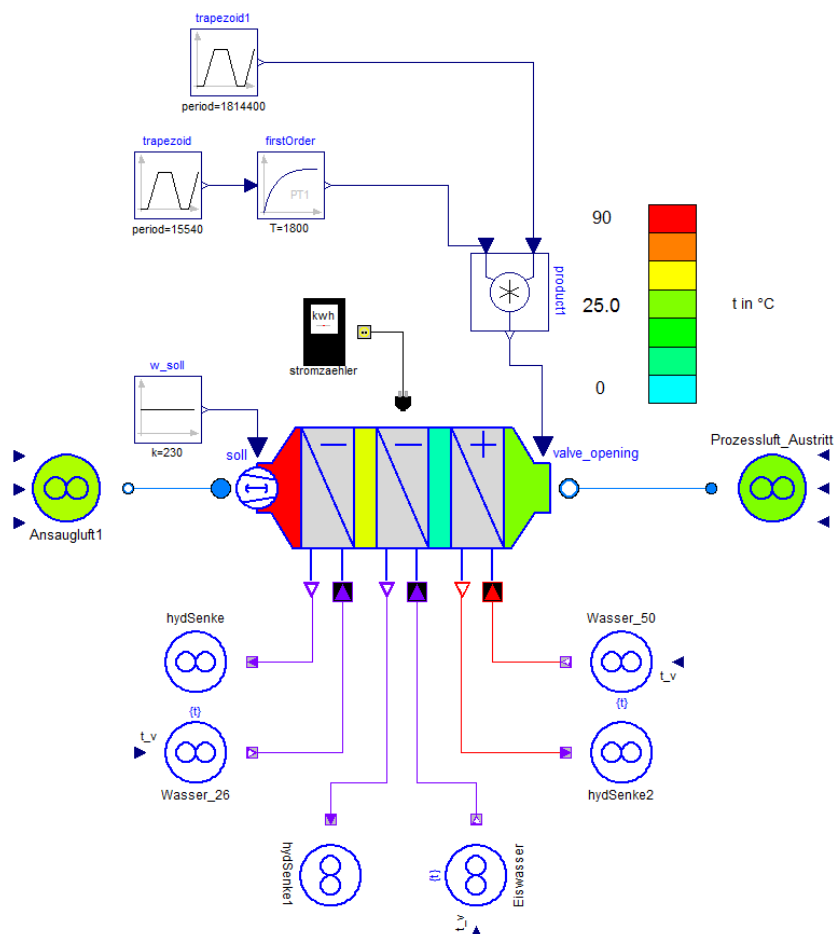 trapezoid1
period=1814400
trapezoid
firstOrder
PT1
period=15540
T=1800
product1
90
25.0
t in °C
0
kwh
stromzaehler
w_soll
k=230
soll
valve_opening
Prozessluft_Austritt
Ansaugluft1
hydSenke
Wasser_50
t_v
{t}
{t}
t_v
Wasser_26
hydSenke2
hydSenke1
{t}
Eiswasser
t_v